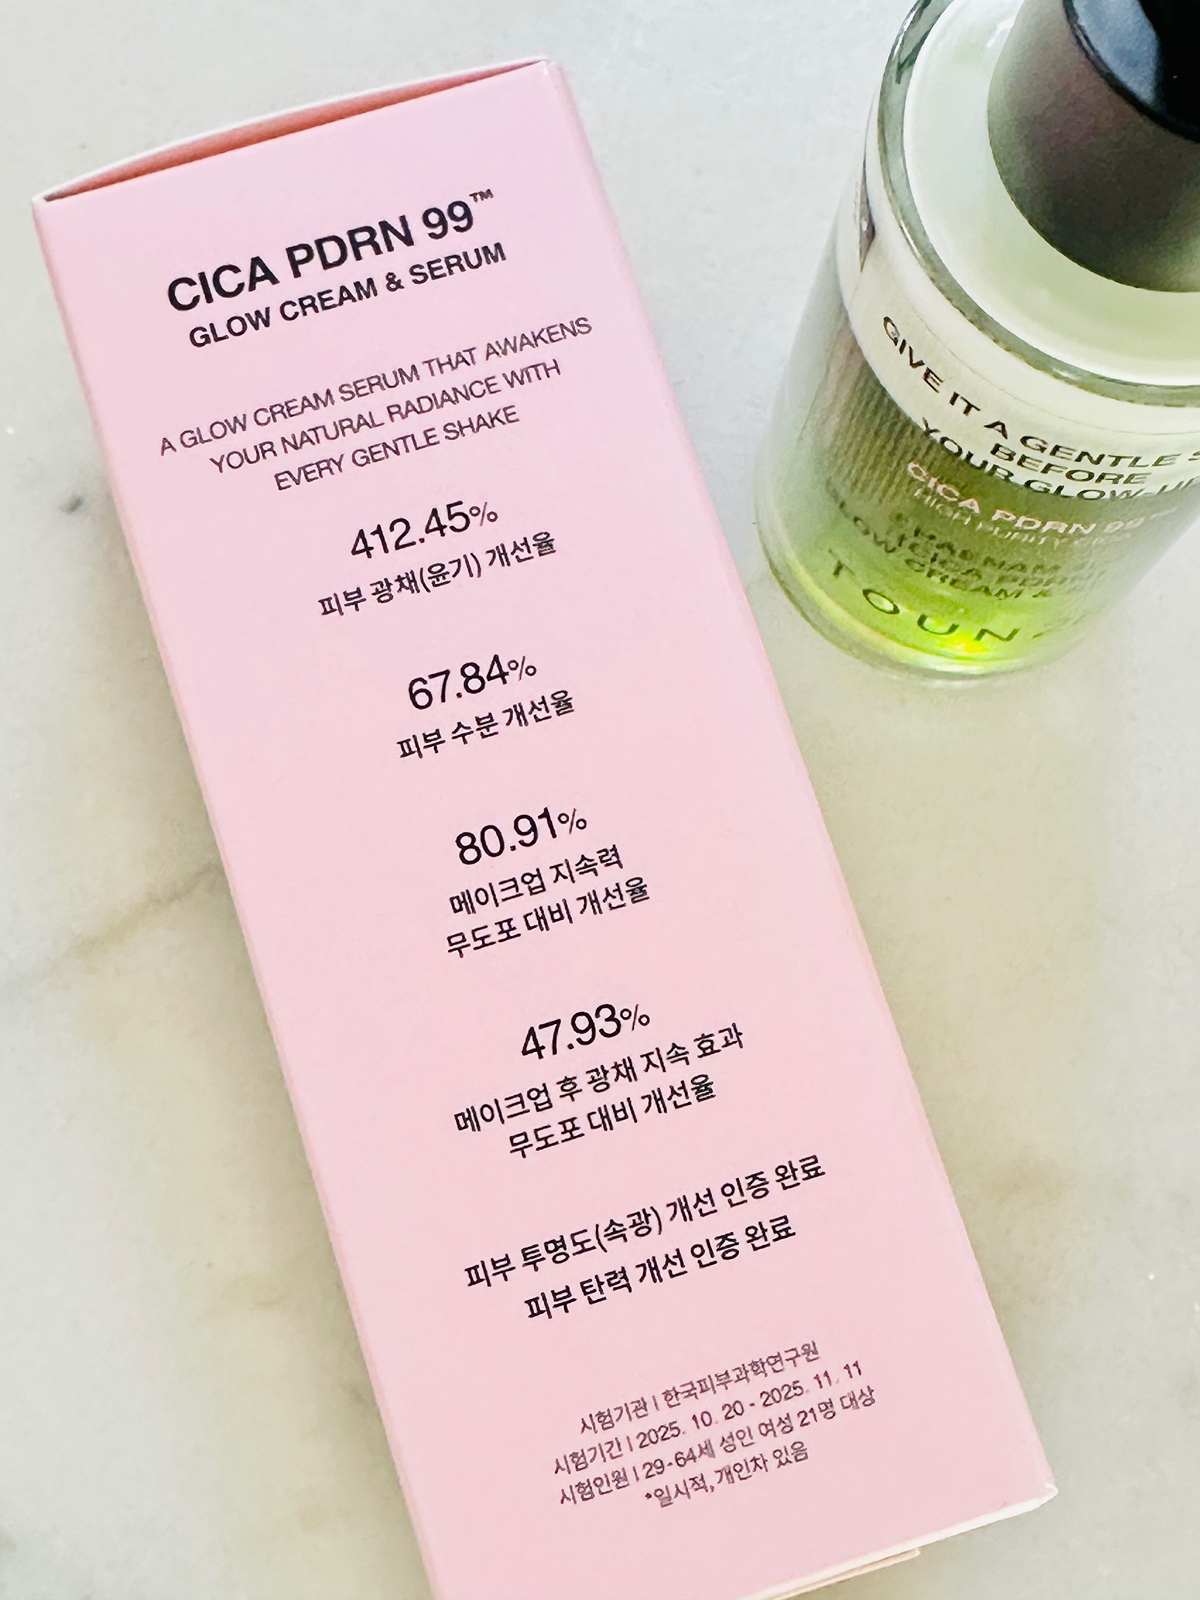 CICA PDRN 99™
GLOW CREAM & SERUM
A GLOW CREAM SERUM THAT AWAKENS
YOUR NATURAL RADIANCE WITH
EVERY GENTLE SHAKE
412.45%
피부 광채(윤기) 개선율
67.84%
피부 수분 개선율
80.91%
메이크업 지속력
무도포 대비 개선율
47.93%
메이크업 후 광채 지속 효과
무도포 대비 개선율
피부 투명도(속광) 개선 인증 완료
피부 탄력 개선 인증 완료
시험기관 I 한국피부과학연구원
시험기간 I 2025. 10. 20 - 2025. 11. 11
시험인원 I 29-64세 성인 여성 21명 대상
*일시적, 개인차 있음
GIVE IT A GENTLE
YOU BEFORE
YOUR GLOW
CICA PDRN 99
HIGH PURITY
CICA PDRN
CREAM &
TOUN